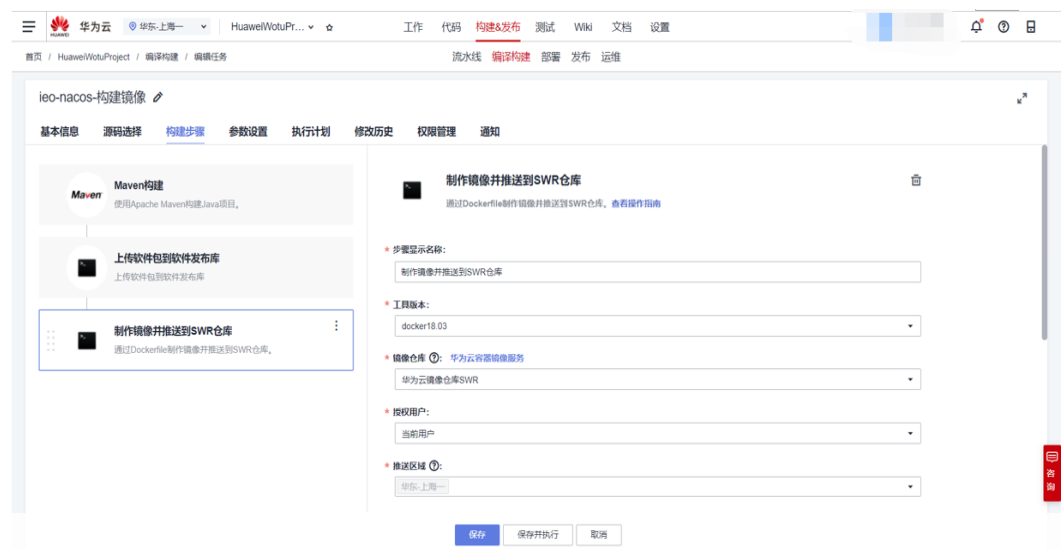 HUAWEI
华为云
华东-上海一
HuaweiWotuPr...
工作 代码 构建&发布 测试 Wiki 文档 设置
首页 / HuaweiWotuProject / 编译构建 / 编辑任务
流水线 编译构建 部署 发布 运维
ieo-nacos-构建镜像
基本信息 源码选择 构建步骤 参数设置 执行计划 修改历史 权限管理 通知
Maven
Maven构建
使用Apache Maven构建Java项目。
上传软件包到软件发布库
上传软件包到软件发布库
制作镜像并推送到SWR仓库
通过Dockerfile制作镜像并推送到SWR仓库。
制作镜像并推送到SWR仓库
通过Dockerfile制作镜像并推送到SWR仓库。查看操作指南
* 步骤显示名称:
制作镜像并推送到SWR仓库
* 工具版本:
docker18.03
* 镜像仓库 ?: 华为云容器镜像服务
华为云镜像仓库SWR
* 授权用户:
当前用户
* 推送区域 ?:
华东-上海一
咨询
保存 保存并执行 取消